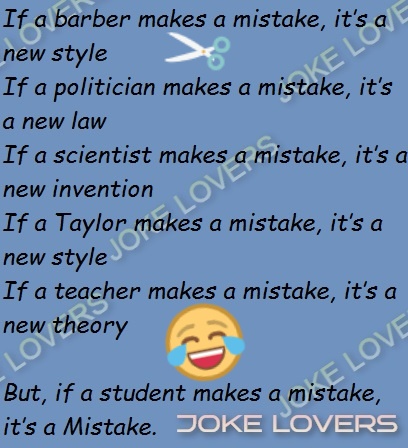 If a barber makes a mistake, it's a
new style
If a politician makes a mistake, it's
a new law
If a scientist makes a mistake, it's a
new invention
If a Taylor makes a mistake, it's a
new style
If a teacher makes a mistake, it's a
new theory
But, if a student makes a mistake,
it's a Mistake.
JOKE LOVERS
JOKE LOVERS
JOKE LOVERS
JOKE LOVERS
JOKE LOVERS